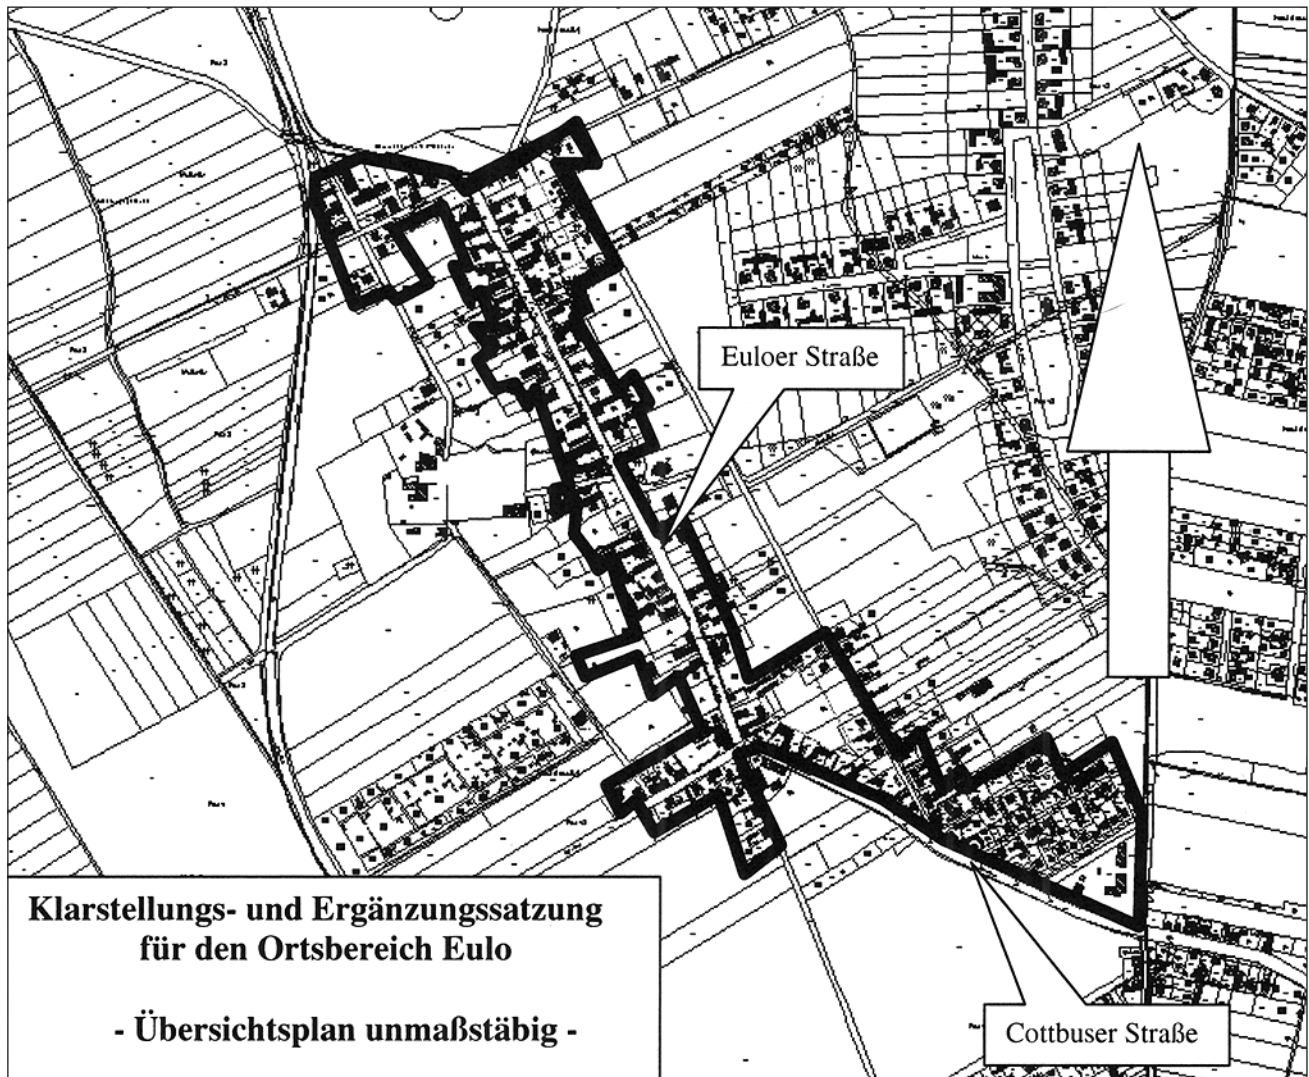 Euloer Straße
Klarstellungs- und Ergänzungssatzung
für den Ortsbereich Eulo
- Übersichtsplan unmaßstäbig -
Cottbuser Straße